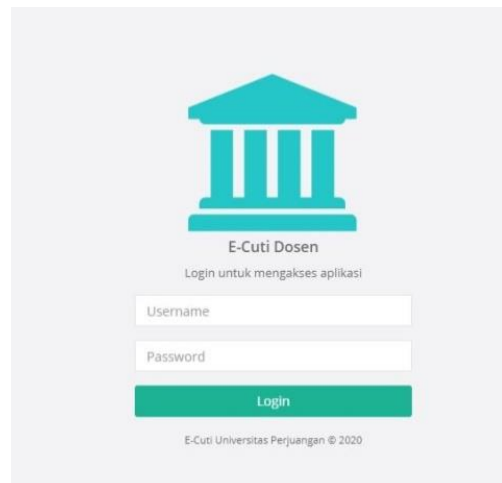 E-Cuti Dosen
Login untuk mengakses aplikasi
Username
Password
Login
E-Cuti Universitas Perjuangan © 2020